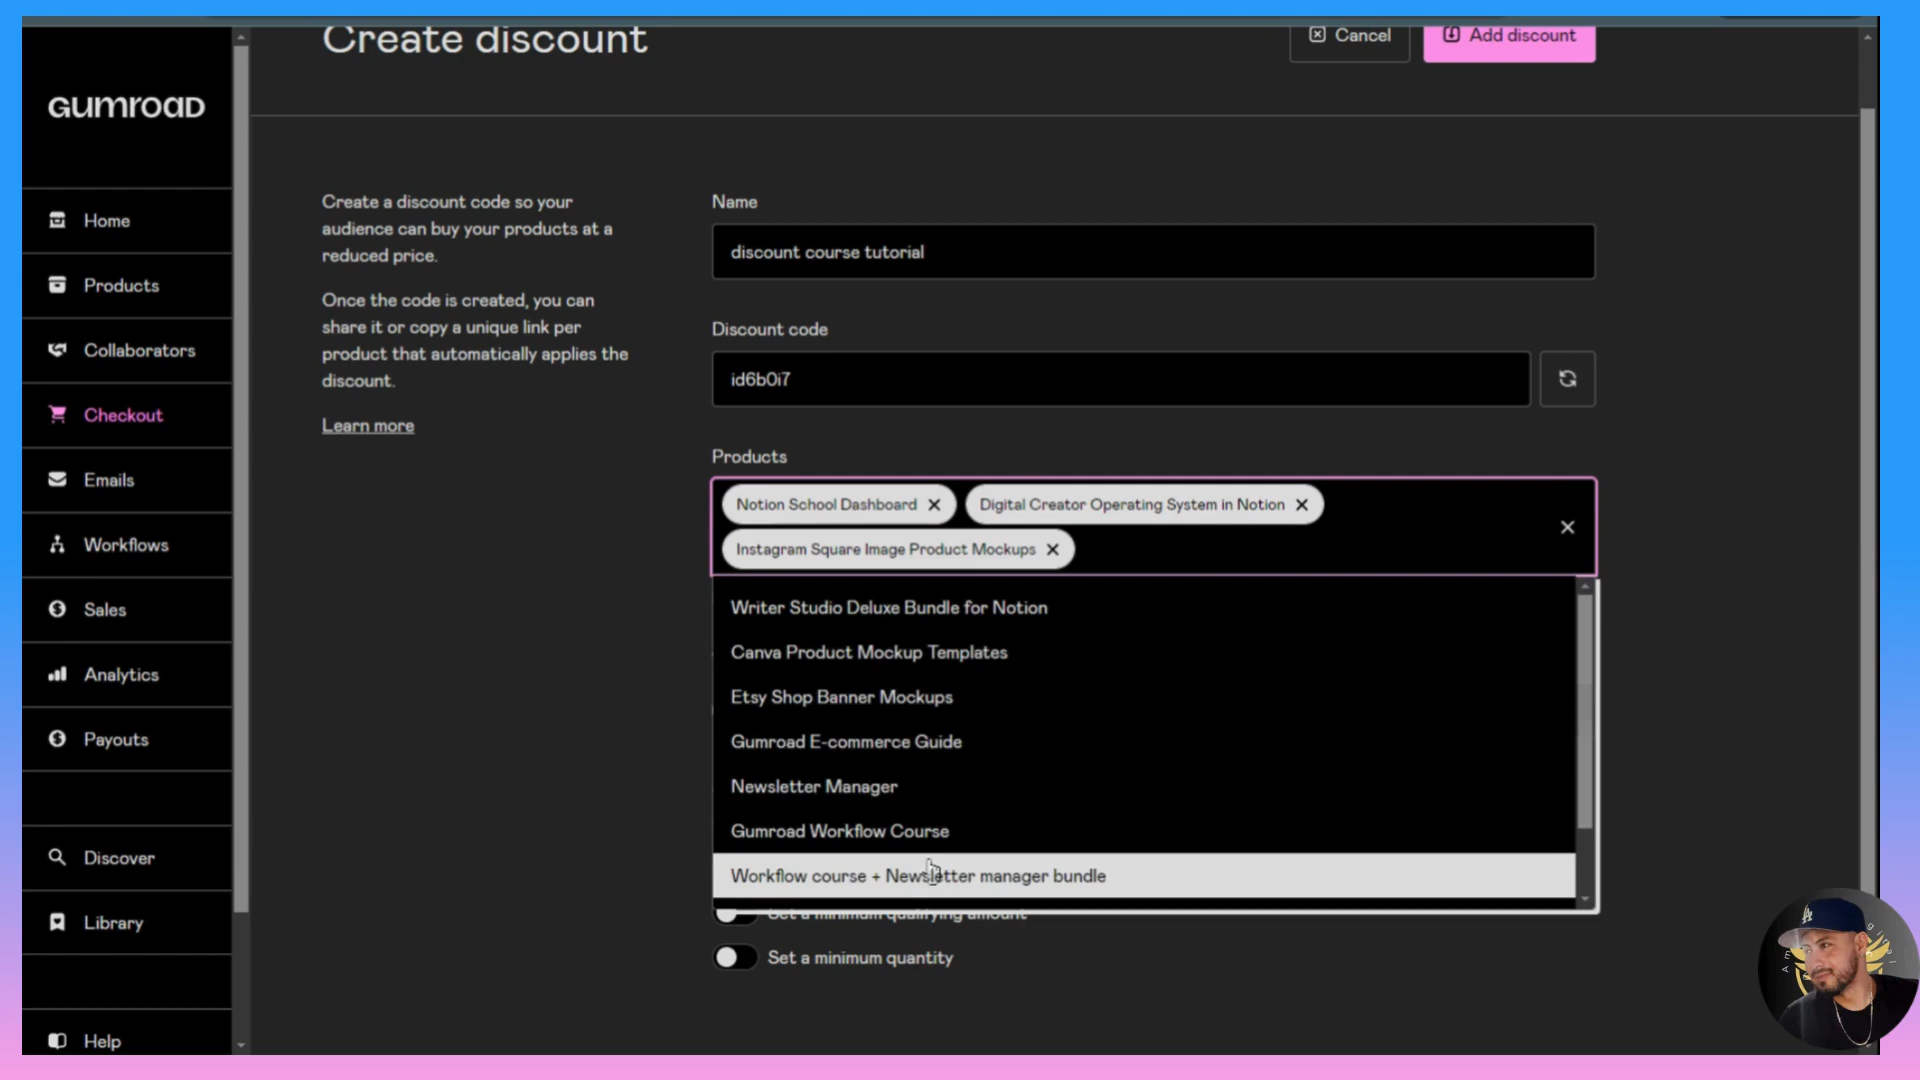 Create discount
Cancel
Add discount
GUMROAD
Home
Products
Collaborators
Checkout
Emails
Workflows
Sales
Analytics
Payouts
Discover
Library
Help
Create a discount code so your
audience can buy your products at a
reduced price.
Once the code is created, you can
share it or copy a unique link per
product that automatically applies the
discount.
Learn more
Name
discount course tutorial
Discount code
id6b0i7
Products
Notion School Dashboard
Digital Creator Operating System in Notion
Instagram Square Image Product Mockups
Writer Studio Deluxe Bundle for Notion
Canva Product Mockup Templates
Etsy Shop Banner Mockups
Gumroad E-commerce Guide
Newsletter Manager
Gumroad Workflow Course
Workflow course + Newsletter manager bundle
Set a minimum qualifying amount
Set a minimum quantity